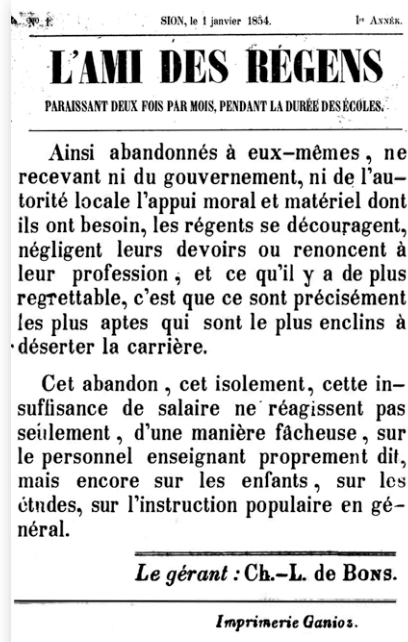 Nº 1. SION, le 1 janvier 1854. Ire ANNÉE.
L'AMI DES RÉGENS
PARAISSANT DEUX FOIS PAR MOIS, PENDANT LA DURÉE DES ÉCOLES.
Ainsi abandonnés à eux-mêmes, ne
recevant ni du gouvernement, ni de l'au-
torité locale l'appui moral et matériel dont
ils ont besoin, les régents se découragent,
négligent leurs devoirs ou renoncent à
leur profession, et ce qu'il y a de plus
regrettable, c'est que ce sont précisément
les plus aptes qui sont le plus enclins à
déserter la carrière.
Cet abandon, cet isolement, cette in-
suffisance de salaire ne réagissent pas
seulement, d'une manière fâcheuse, sur
le personnel enseignant proprement dit,
mais encore sur les enfants, sur les
études, sur l'instruction populaire en gé-
néral.
Le gérant : CH.-L. de BONS.
Imprimerie Ganioz.